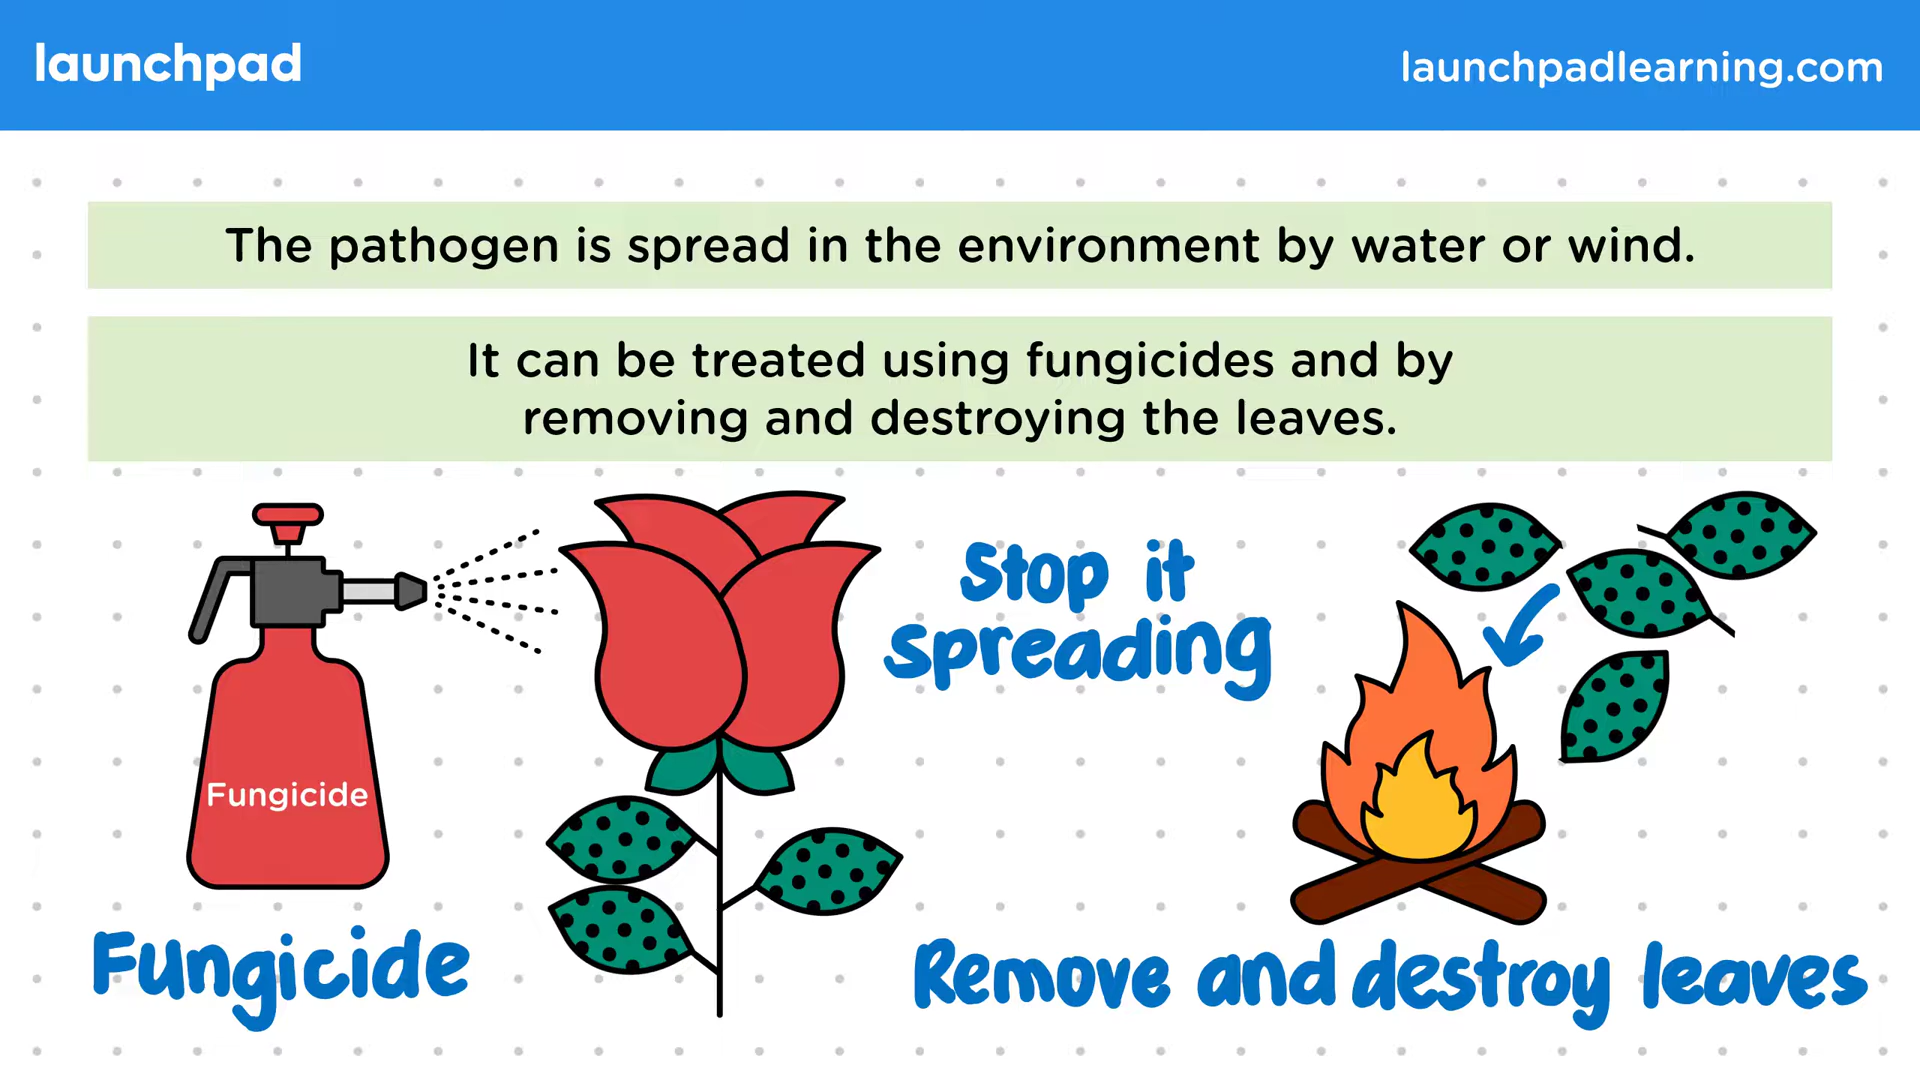 launchpad
launchpadlearning.com
The pathogen is spread in the environment by water or wind.
It can be treated using fungicides and by
removing and destroying the leaves.
Stop it
spreading
Fungicide
Fungicide
Remove and destroy leaves